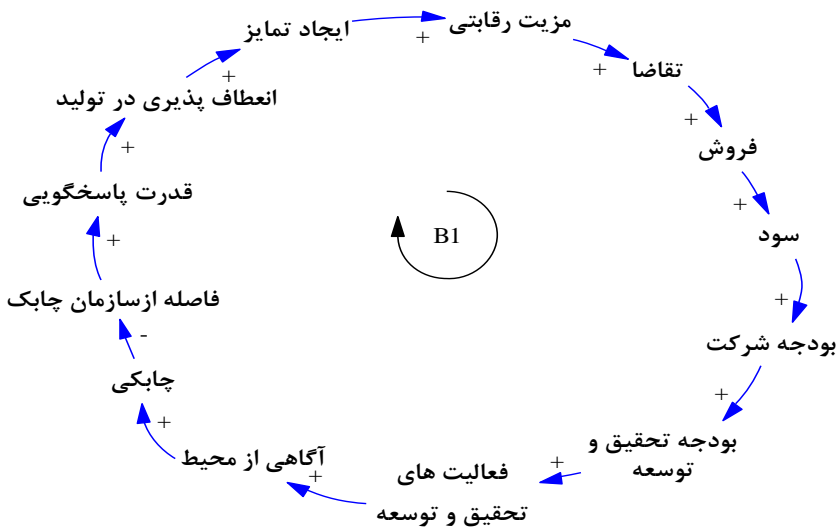 مزیت رقابتی
+
تقاضا
+
فروش
+
سود
+
بودجه شرکت
+
بودجه تحقیق و
توسعه
+
فعالیت های
تحقیق و توسعه
+
آگاهی از محیط
+
چابکی
-
فاصله ازسازمان چابک
+
قدرت پاسخگویی
+
انعطاف پذیری در تولید
+
ایجاد تمایز
+
B1